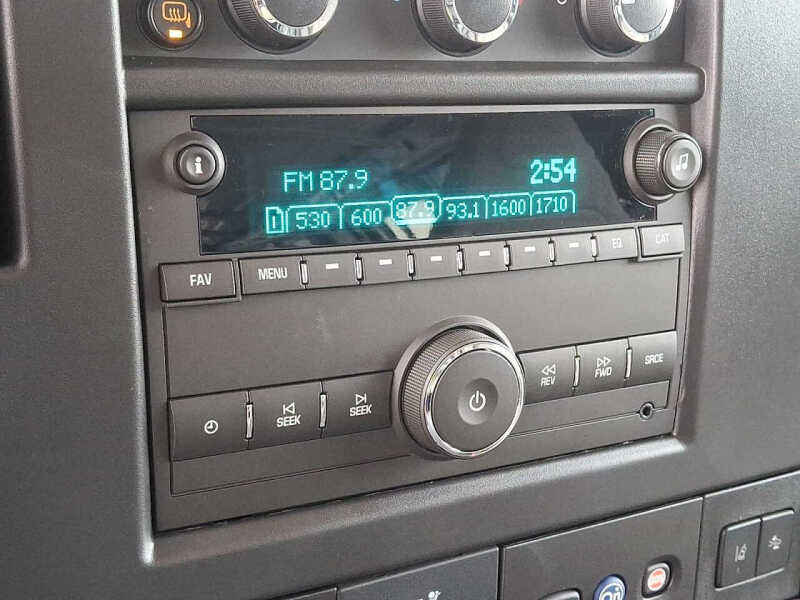 i
FM 87.9 2:54
1 530 600 87.9 93.1 1600 1710
FAV MENU EQ CAT
SEEK SEEK REV FWD SRCE